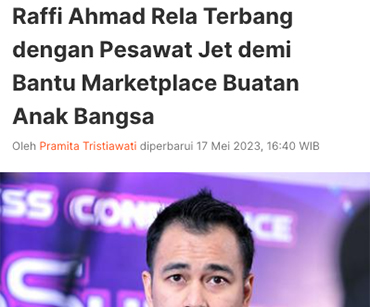 Raffi Ahmad Rela Terbang
dengan Pesawat Jet demi
Bantu Marketplace Buatan
Anak Bangsa
Oleh Pramita Tristiawati diperbarui 17 Mei 2023, 16:40 WIB
ESS CONFERENCE